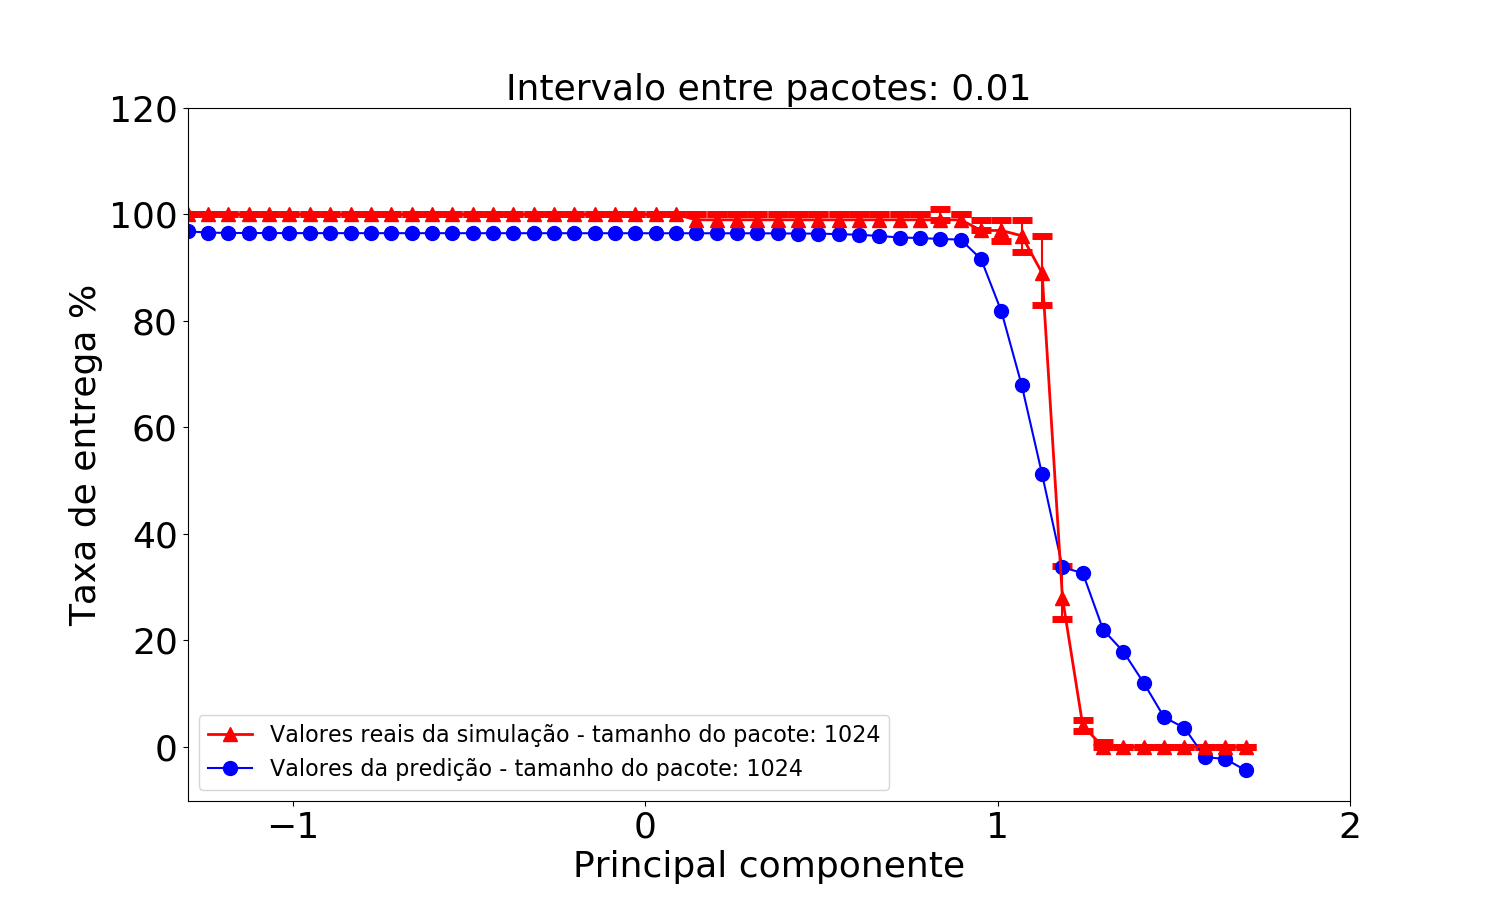 Intervalo entre pacotes: 0.01
120
100
80
60
40
20
0
Taxa de entrega %
Valores reais da simulação - tamanho do pacote: 1024
Valores da predição - tamanho do pacote: 1024
−1
0
1
2
Principal componente